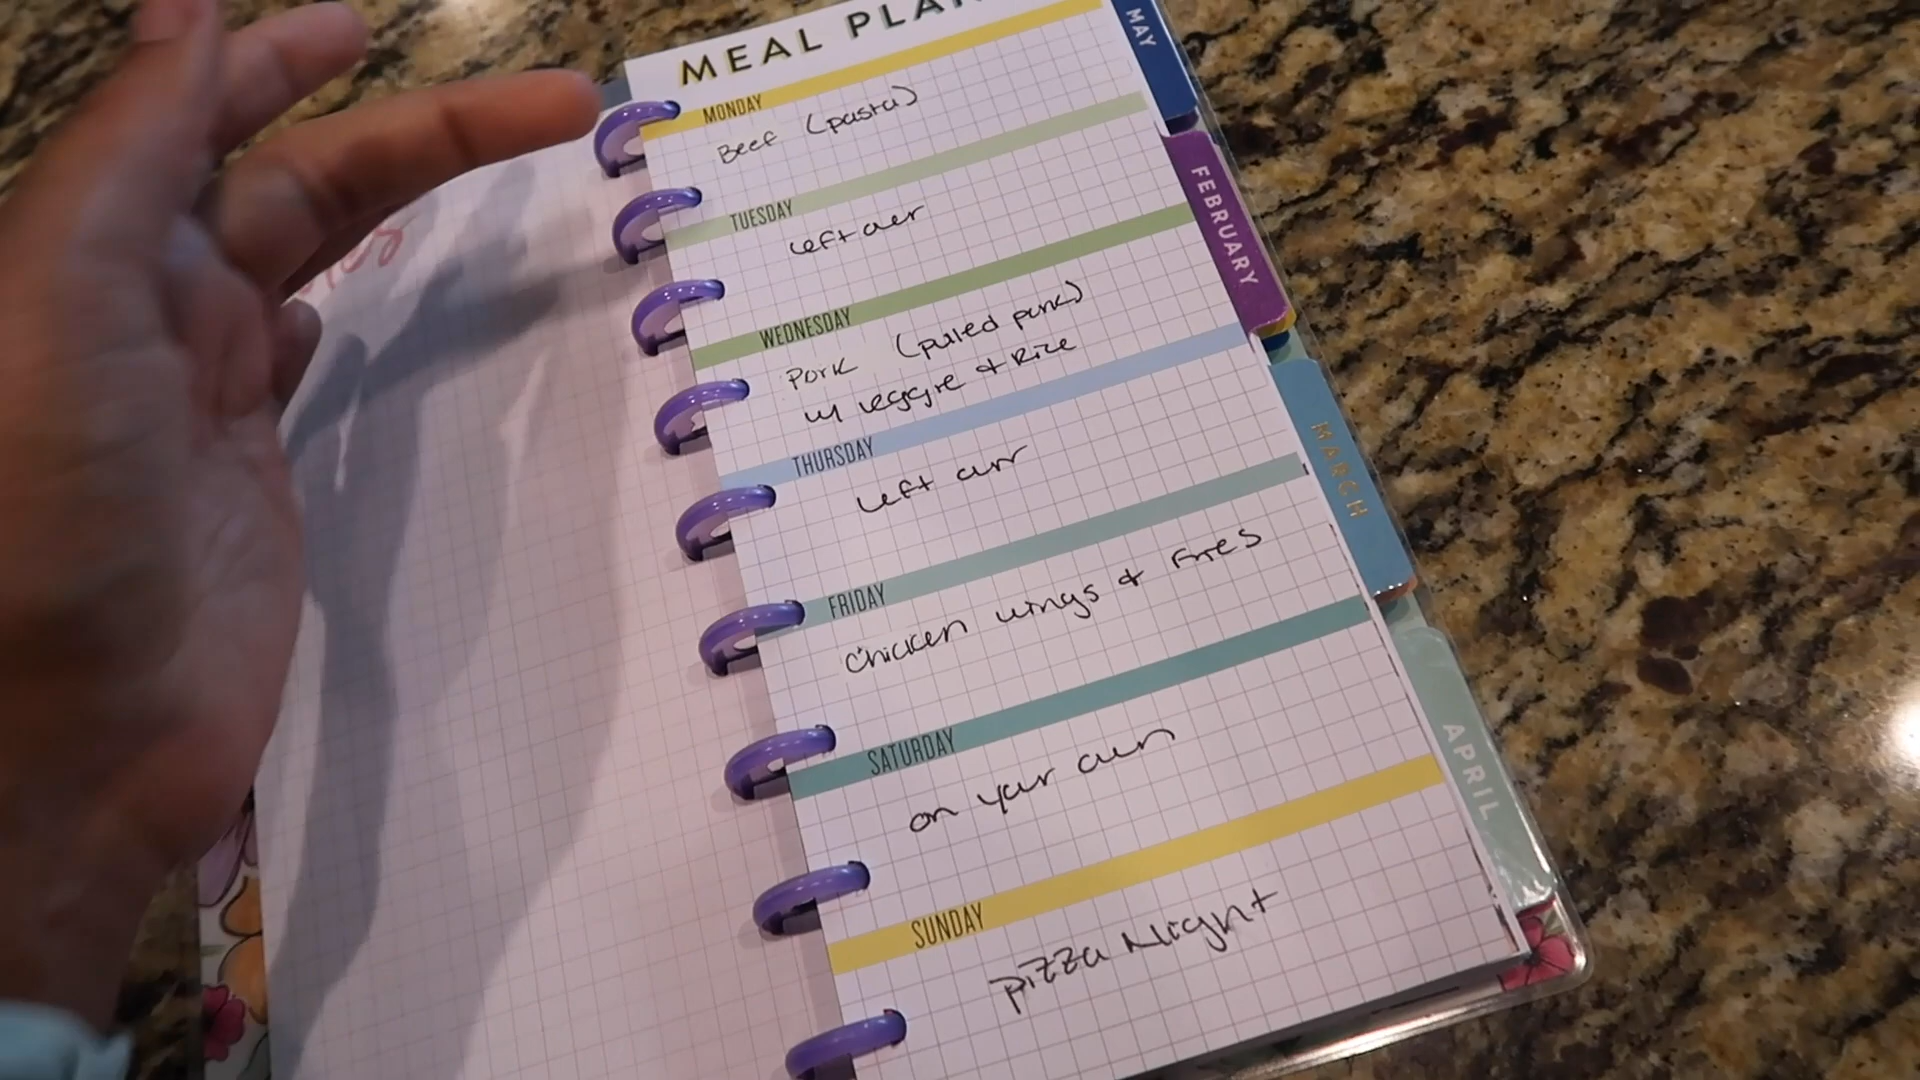 MEAL PLAN
MONDAY
Beef (pasta)
TUESDAY
Left over
WEDNESDAY
Pork (pulled pork)
w/ veggie & Rice
THURSDAY
Left over
FRIDAY
Chicken wings & Fries
SATURDAY
on your own
SUNDAY
Pizza Night
MAY
FEBRUARY
MARCH
APRIL